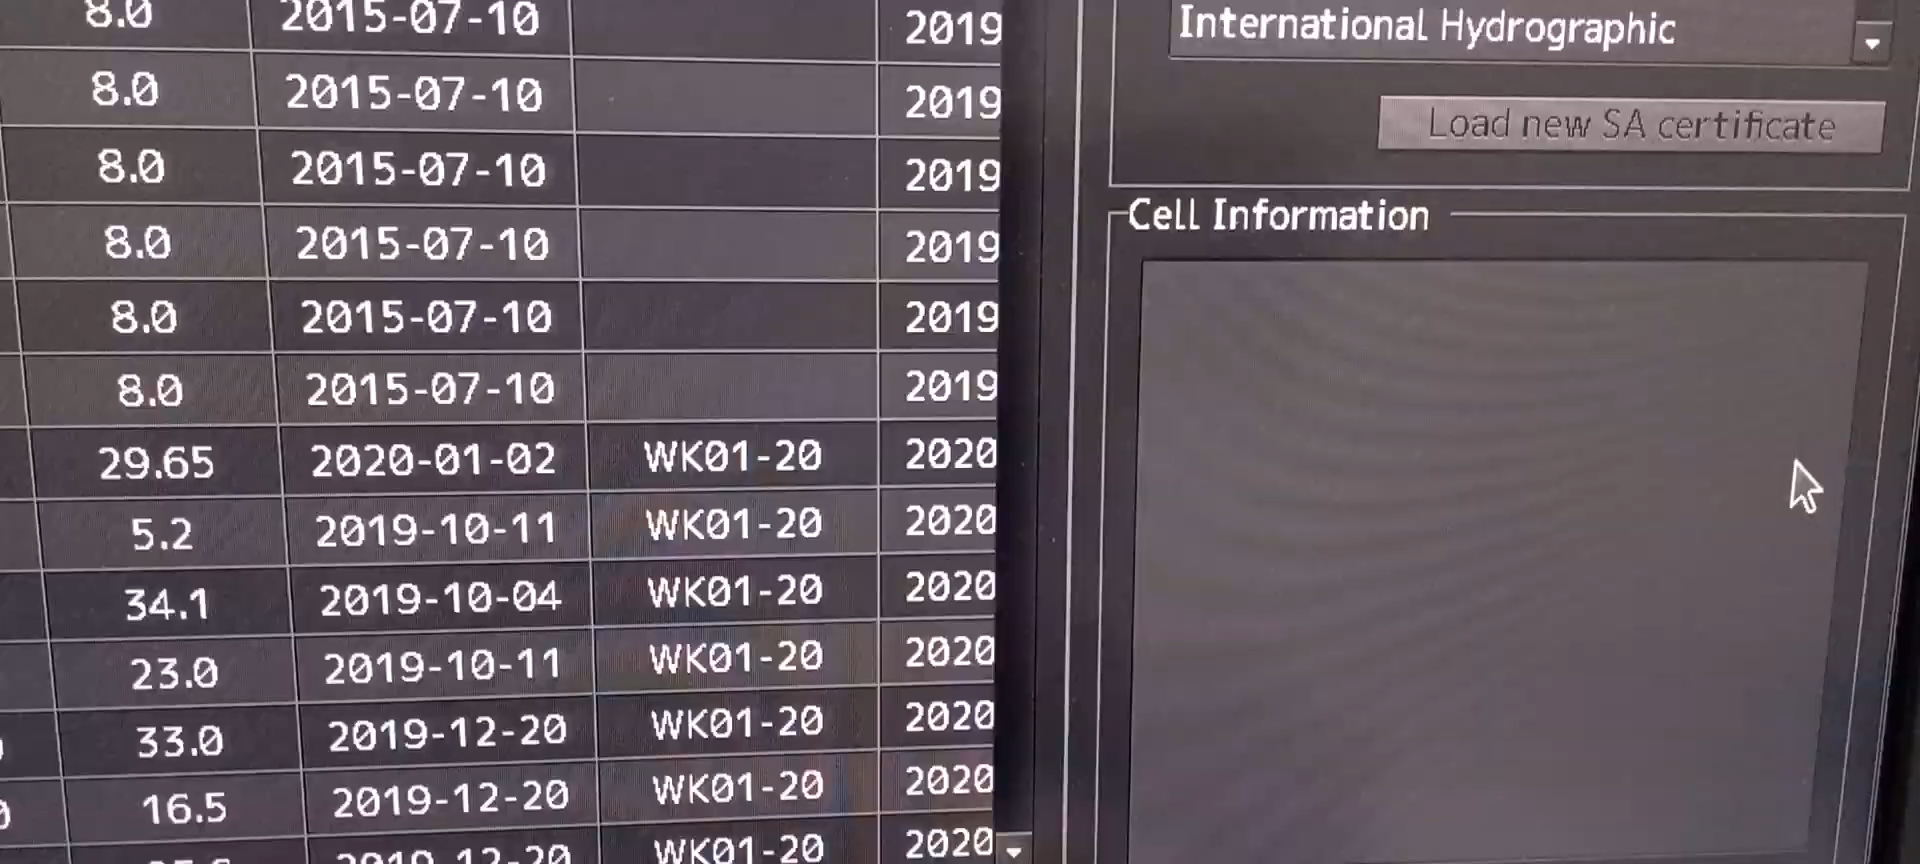 8.0 2015-07-10 2019
8.0 2015-07-10 2019
8.0 2015-07-10 2019
8.0 2015-07-10 2019
8.0 2015-07-10 2019
8.0 2015-07-10 2019
29.65 2020-01-02 WK01-20 2020
5.2 2019-10-11 WK01-20 2020
34.1 2019-10-04 WK01-20 2020
23.0 2019-10-11 WK01-20 2020
33.0 2019-12-20 WK01-20 2020
16.5 2019-12-20 WK01-20 2020
2019-12-20 WK01-20 2020
International Hydrographic
Load new SA certificate
Cell Information